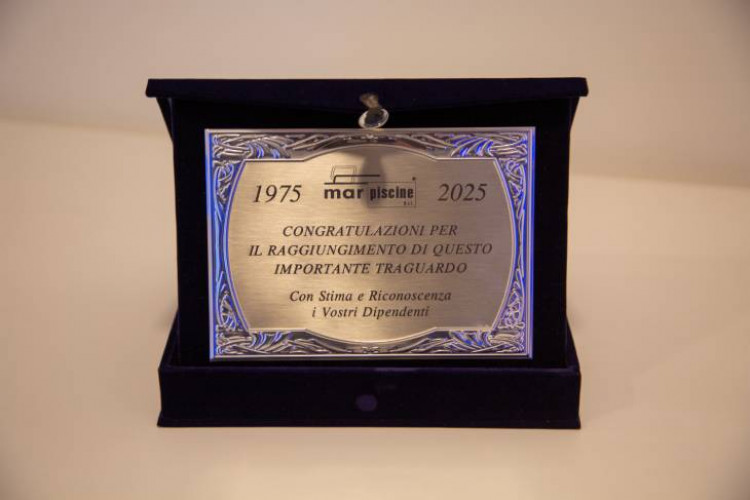 1975 mar piscine 2025
s.r.l.
CONGRATULAZIONI PER
IL RAGGIUNGIMENTO DI QUESTO
IMPORTANTE TRAGUARDO
Con Stima e Riconoscenza
i Vostri Dipendenti